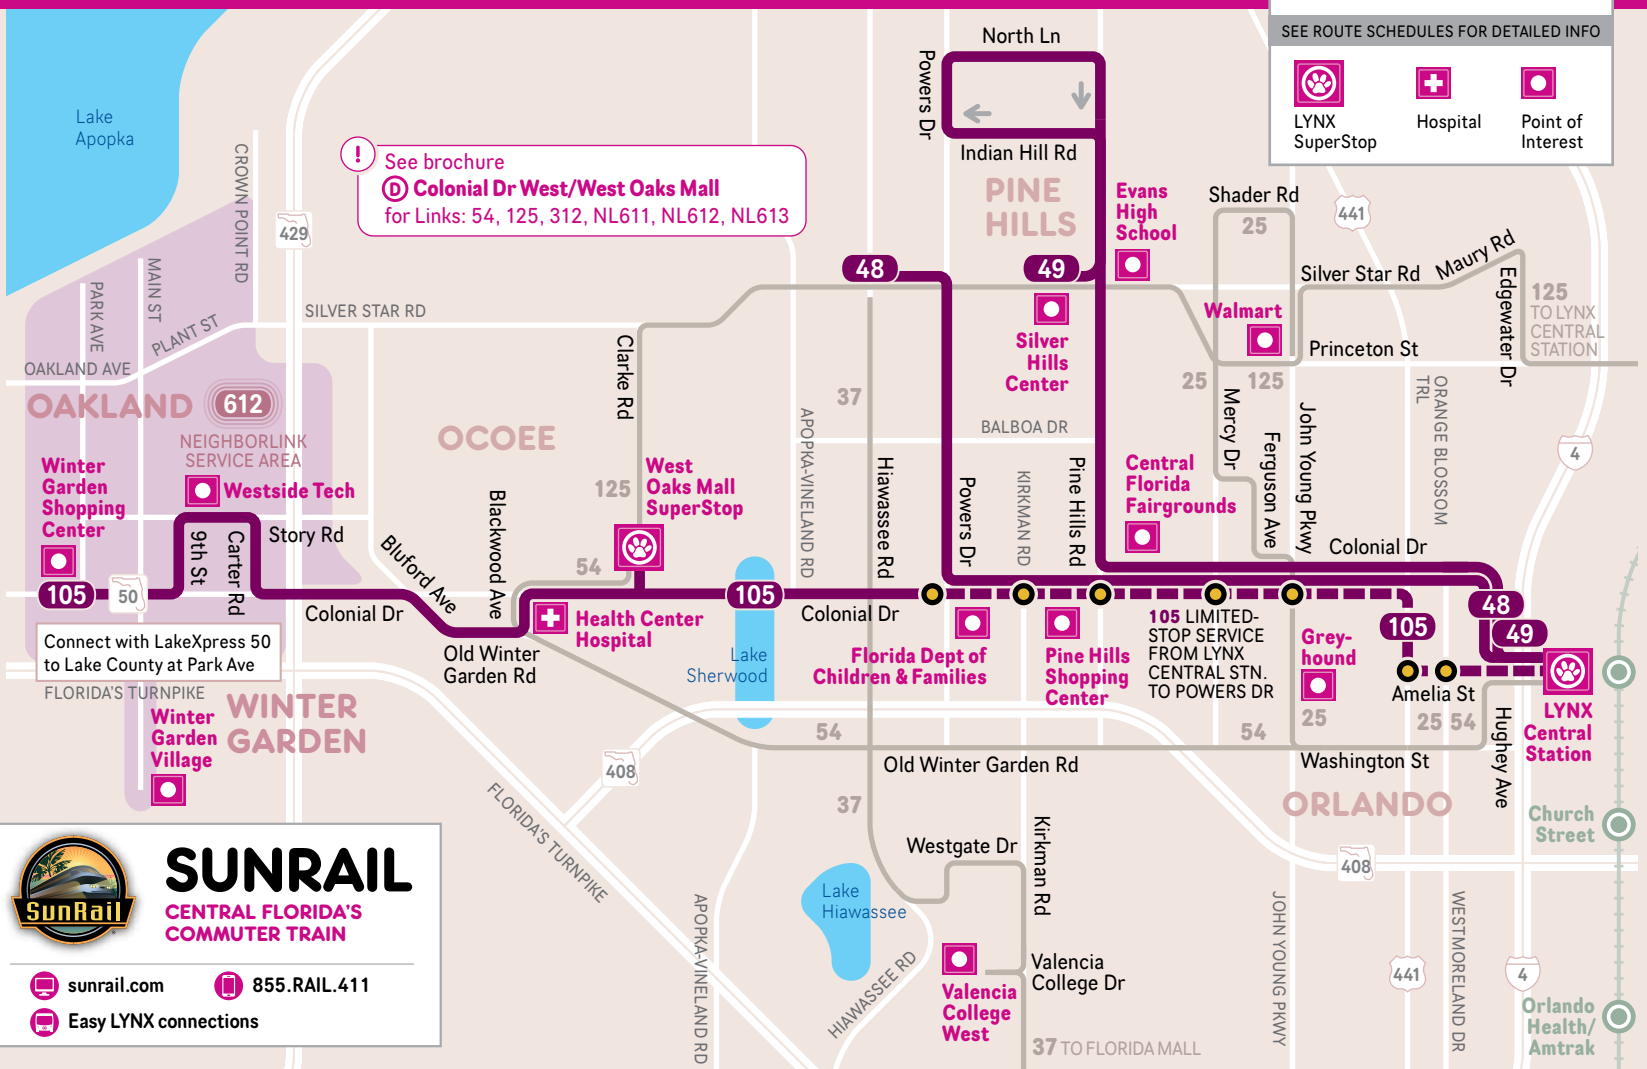 SEE ROUTE SCHEDULES FOR DETAILED INFO
LYNX
SuperStop
Hospital
Point of
Interest
North Ln
Powers Dr
Indian Hill Rd
PINE
HILLS
Evans
High
School
Shader Rd
25
441
Silver Star Rd
Maury Rd
Edgewater Dr
125
TO LYNX
CENTRAL
STATION
Lake
Apopka
CROWN POINT RD
429
!
See brochure
D Colonial Dr West/West Oaks Mall
for Links: 54, 125, 312, NL611, NL612, NL613
48
49
Walmart
Princeton St
Silver
Hills
Center
MAIN ST
PARK AVE
PLANT ST
SILVER STAR RD
OAKLAND AVE
OAKLAND
612
NEIGHBORLINK
SERVICE AREA
OCOEE
Clarke Rd
37
25
125
Mercy Dr
Ferguson Ave
John Young Pkwy
ORANGE BLOSSOM
TRL
4
APOPKA-VINELAND RD
BALBOA DR
Winter
Garden
Shopping
Center
Westside Tech
West
Oaks Mall
SuperStop
125
Blackwood Ave
Hiawassee Rd
Powers Dr
KIRKMAN RD
Pine Hills Rd
Central
Florida
Fairgrounds
9th St
Carter Rd
Story Rd
Bluford Ave
54
Colonial Dr
105
50
Colonial Dr
105
Colonial Dr
Health Center
Hospital
Connect with LakeXpress 50
to Lake County at Park Ave
Old Winter
Garden Rd
Lake
Sherwood
Florida Dept of
Children & Families
Pine Hills
Shopping
Center
105 LIMITED-
STOP SERVICE
FROM LYNX
CENTRAL STN.
TO POWERS DR
Grey-
hound
105
48
49
Amelia St
25
25 54
Hughey Ave
LYNX
Central
Station
FLORIDA'S TURNPIKE
WINTER
GARDEN
Winter
Garden
Village
54
54
Old Winter Garden Rd
Washington St
408
ORLANDO
Church
Street
37
FLORIDA'S TURNPIKE
Westgate Dr
Kirkman Rd
408
SunRail
SUNRAIL
CENTRAL FLORIDA'S
COMMUTER TRAIN
sunrail.com
855.RAIL.411
Easy LYNX connections
APOPKA-VINELAND RD
Lake
Hiawassee
HIAWASSEE RD
Valencia
College
West
Valencia
College Dr
37 TO FLORIDA MALL
JOHN YOUNG PKWY
441
WESTMORELAND DR
4
Orlando
Health/
Amtrak